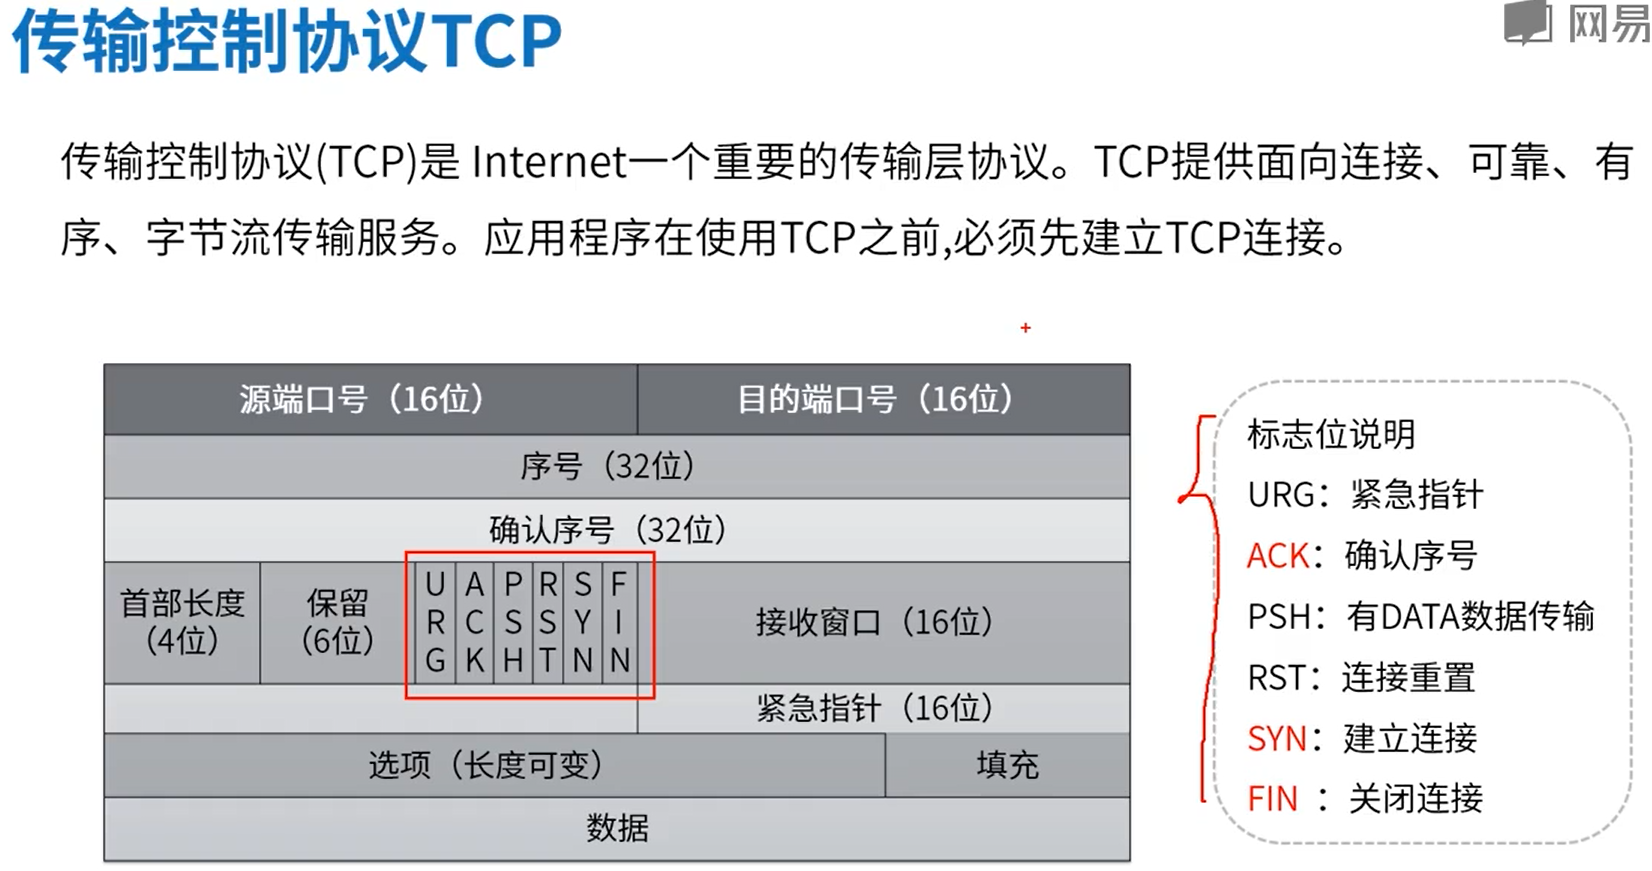 传输控制协议TCP
网易
传输控制协议(TCP)是 Internet一个重要的传输层协议。TCP提供面向连接、可靠、有
序、字节流传输服务。应用程序在使用TCP之前,必须先建立TCP连接。
源端口号（16位） 目的端口号（16位）
序号（32位）
确认序号（32位）
首部长度
（4位）
保留
（6位）
URG ACK PSH RST SYN FIN
接收窗口（16位）
紧急指针（16位）
选项（长度可变） 填充
数据
标志位说明
URG：紧急指针
ACK：确认序号
PSH：有DATA数据传输
RST：连接重置
SYN：建立连接
FIN ：关闭连接